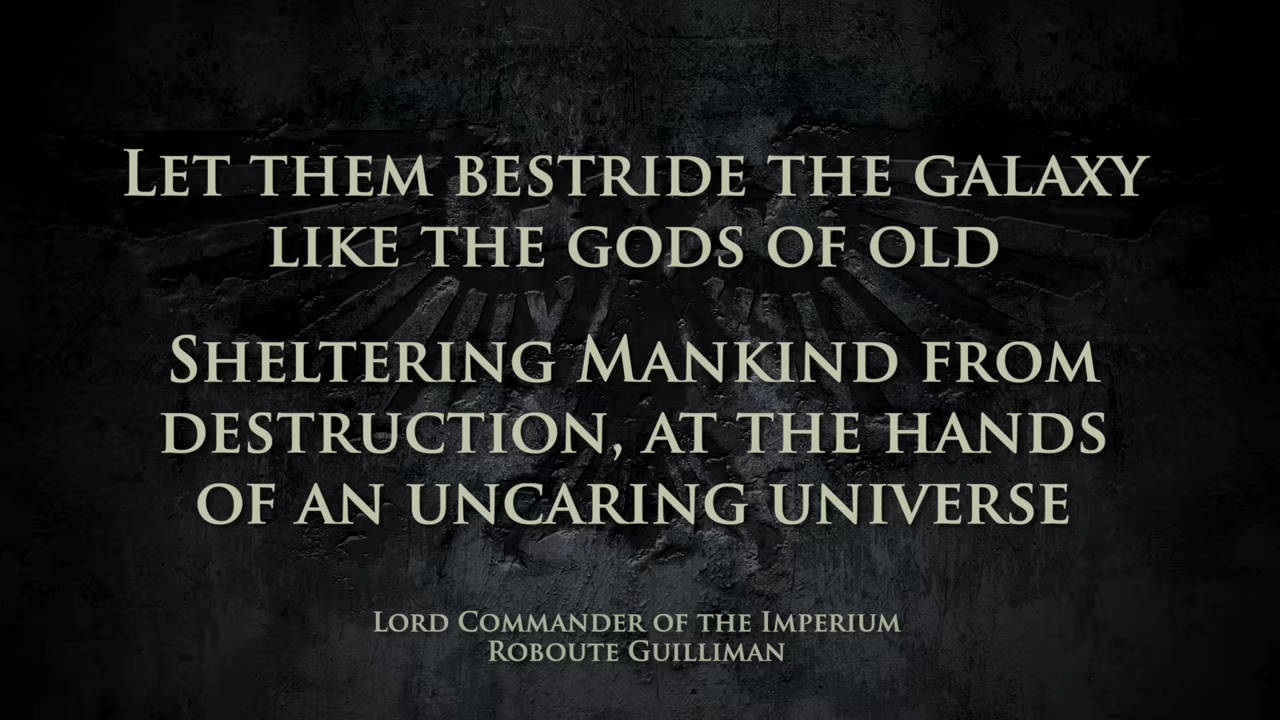 Let them bestride the galaxy
like the gods of old
Sheltering Mankind from
destruction, at the hands
of an uncaring universe
Lord Commander of the Imperium
Roboute Guilliman